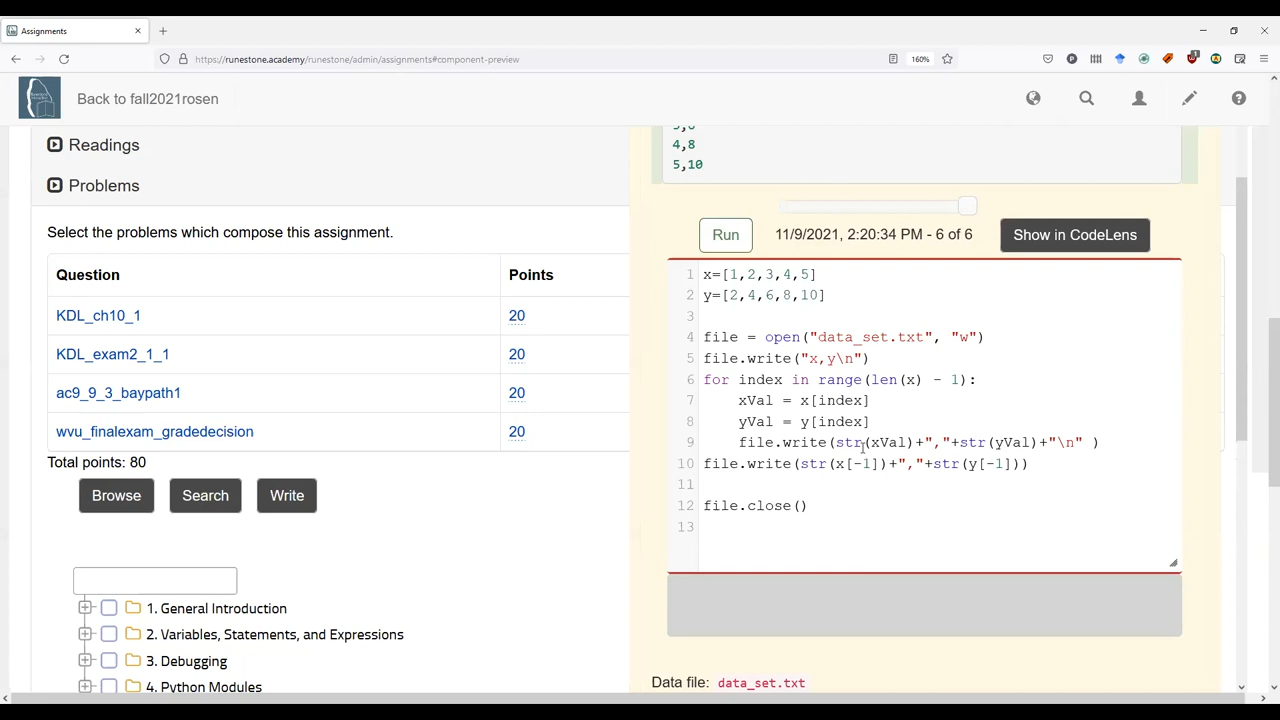 Assignments
https://runestone.academy/runestone/admin/assignments#component-preview
160%
Back to fall2021rosen
Readings
Problems
Select the problems which compose this assignment.
Question Points
KDL_ch10_1 20
KDL_exam2_1_1 20
ac9_9_3_baypath1 20
wvu_finalexam_gradedecision 20
Total points: 80
Browse Search Write
1. General Introduction
2. Variables, Statements, and Expressions
3. Debugging
4. Python Modules
3,6
4,8
5,10
Run 11/9/2021, 2:20:34 PM - 6 of 6 Show in CodeLens
1 x=[1,2,3,4,5]
2 y=[2,4,6,8,10]
3
4 file = open("data_set.txt", "w")
5 file.write("x,y\n")
6 for index in range(len(x) - 1):
7 xVal = x[index]
8 yVal = y[index]
9 file.write(str(xVal)+","+str(yVal)+"\n" )
10 file.write(str(x[-1])+","+str(y[-1]))
11
12 file.close()
13
Data file: data_set.txt